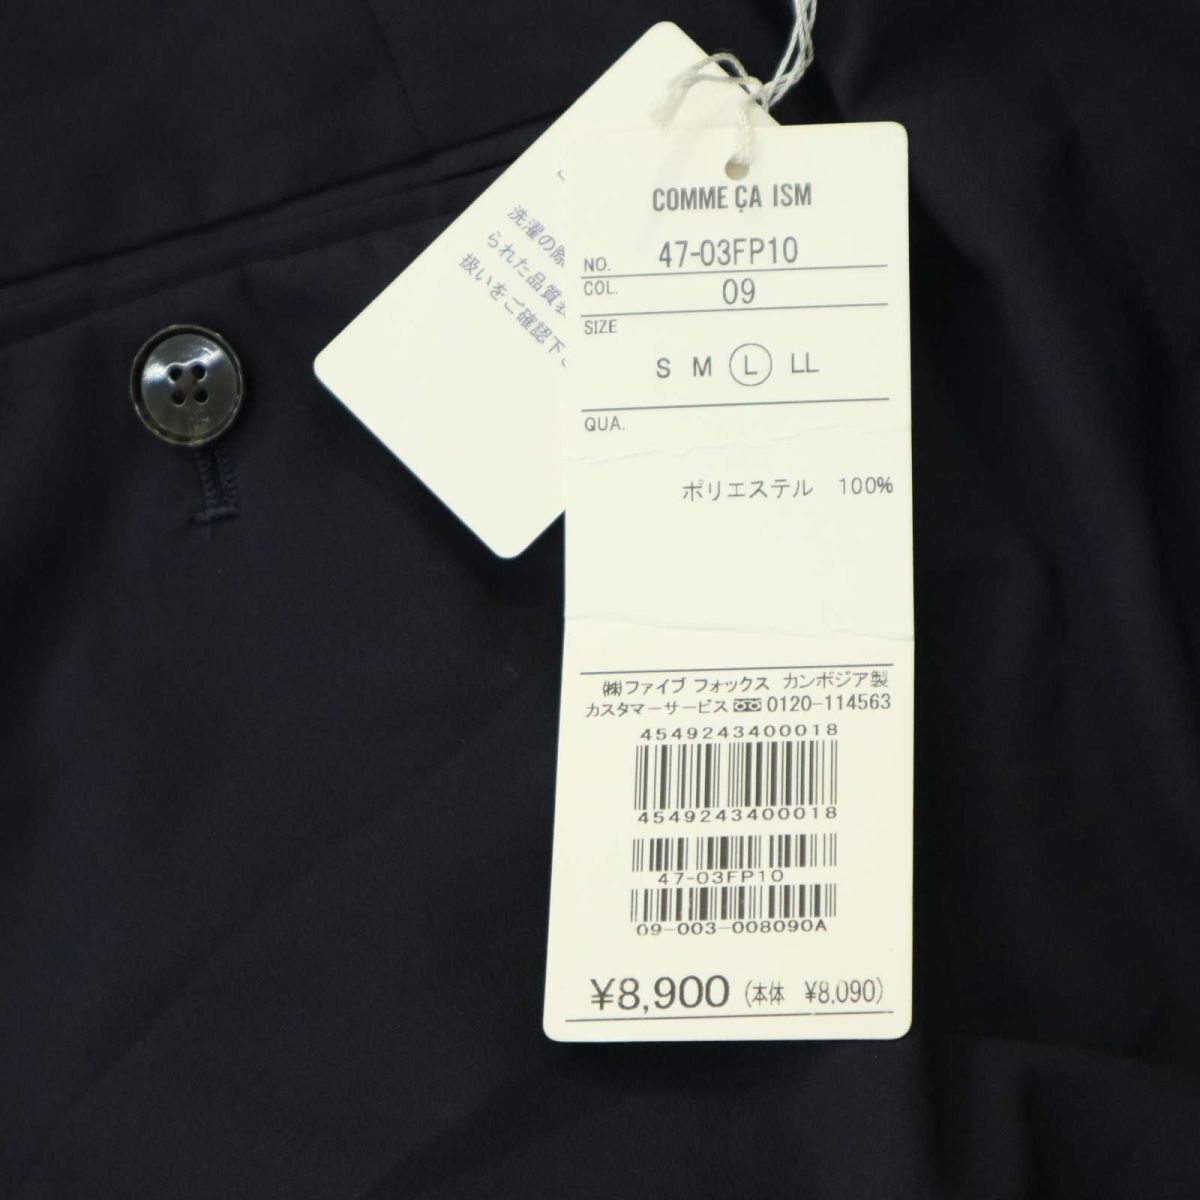 洗濯の際
られた品質
扱いをご確認下
COMME ÇA ISM
NO. 47-03FP10
COL. 09
SIZE
S M L LL
QUA.
ポリエステル 100%
㈱ファイブ フォックス カンボジア製
カスタマーサービス 0120-114563
4549243400018
4549243400018
47-03FP10
09-003-008090A
¥8,900 (本体 ¥8,090)